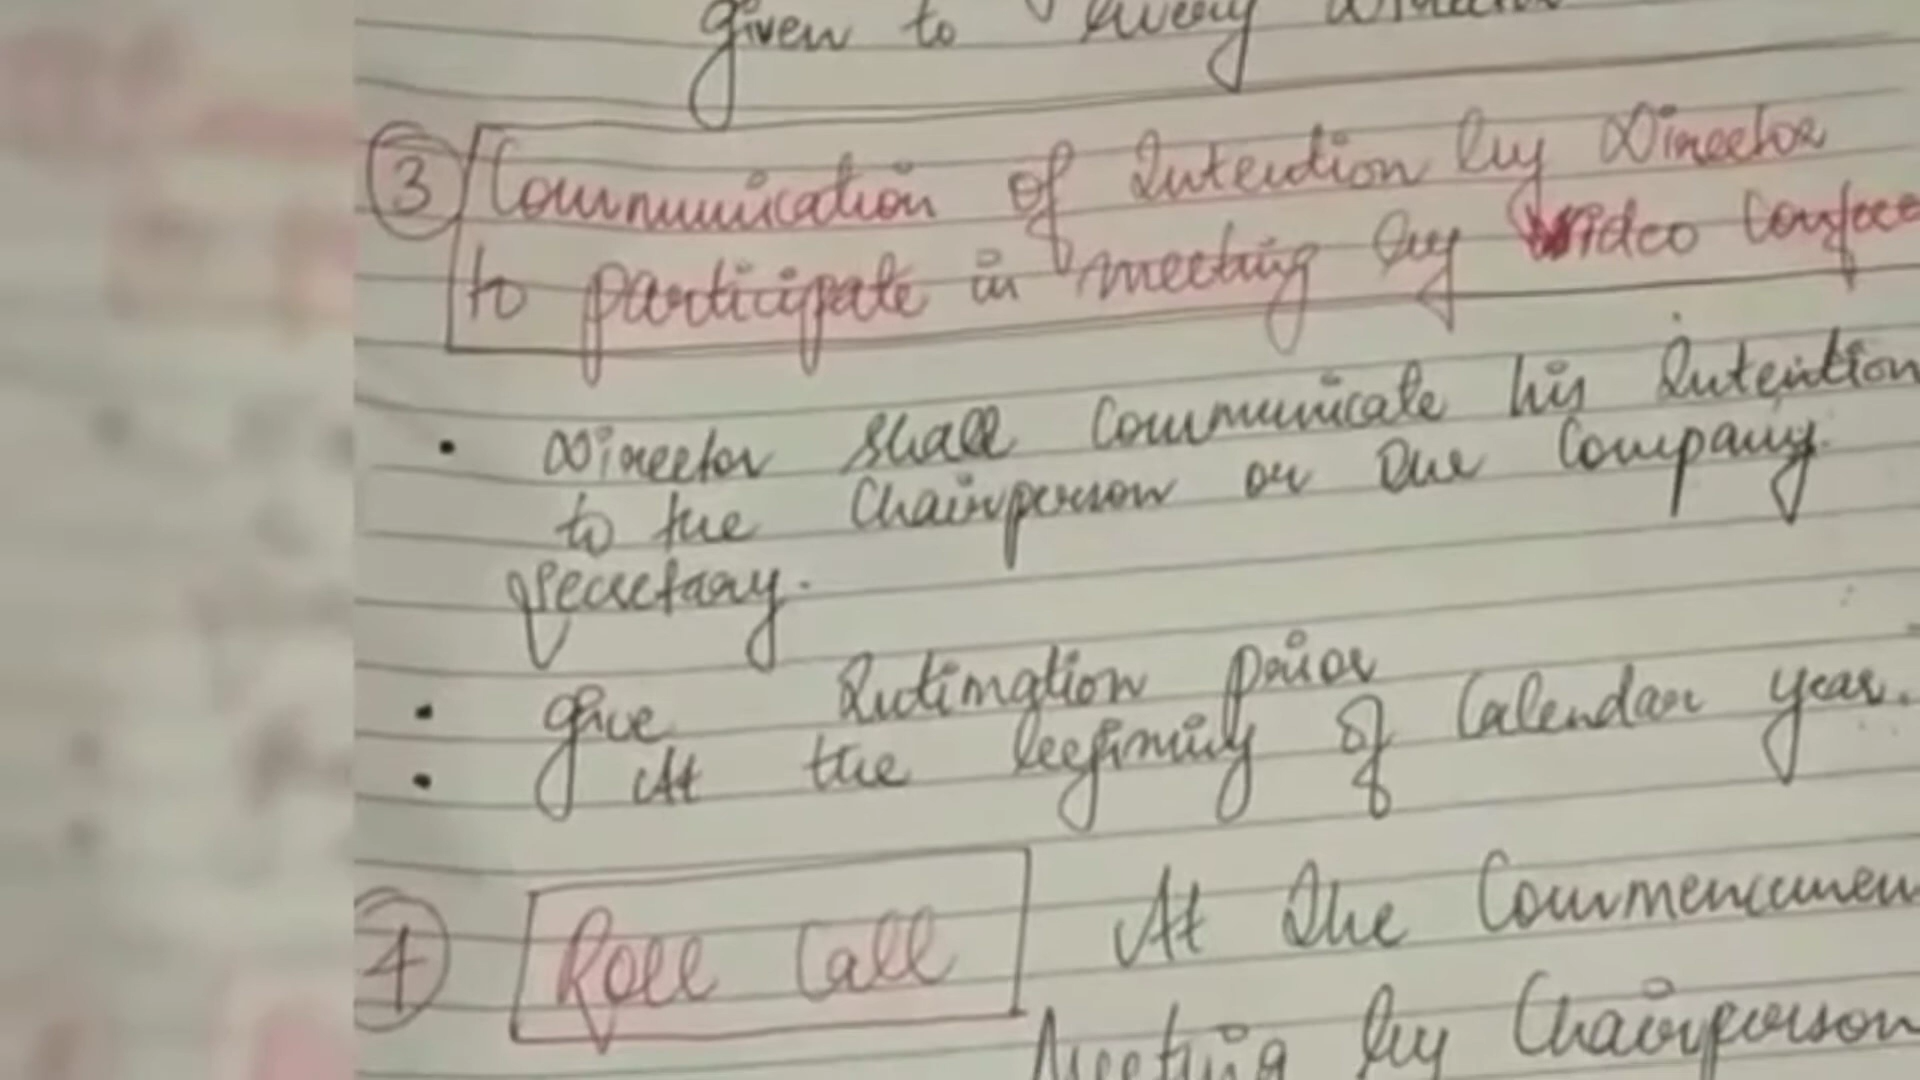 given to every
③ Communication of Intention by Director
to participate in meeting by Video Confere
• Director shall Communicate his Intention
to the Chairperson or the Company
Secretary.
• give Intimation prior
• At the beginning of Calendar year.
④ Roll Call At the Commencemen
Meeting by Chairperson